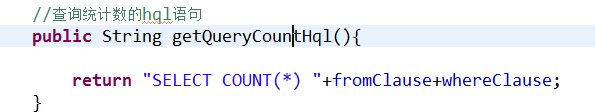 //查询统计数的hql语句
public String getQueryCountHql(){
return "SELECT COUNT(*) "+fromClause+whereClause;
}